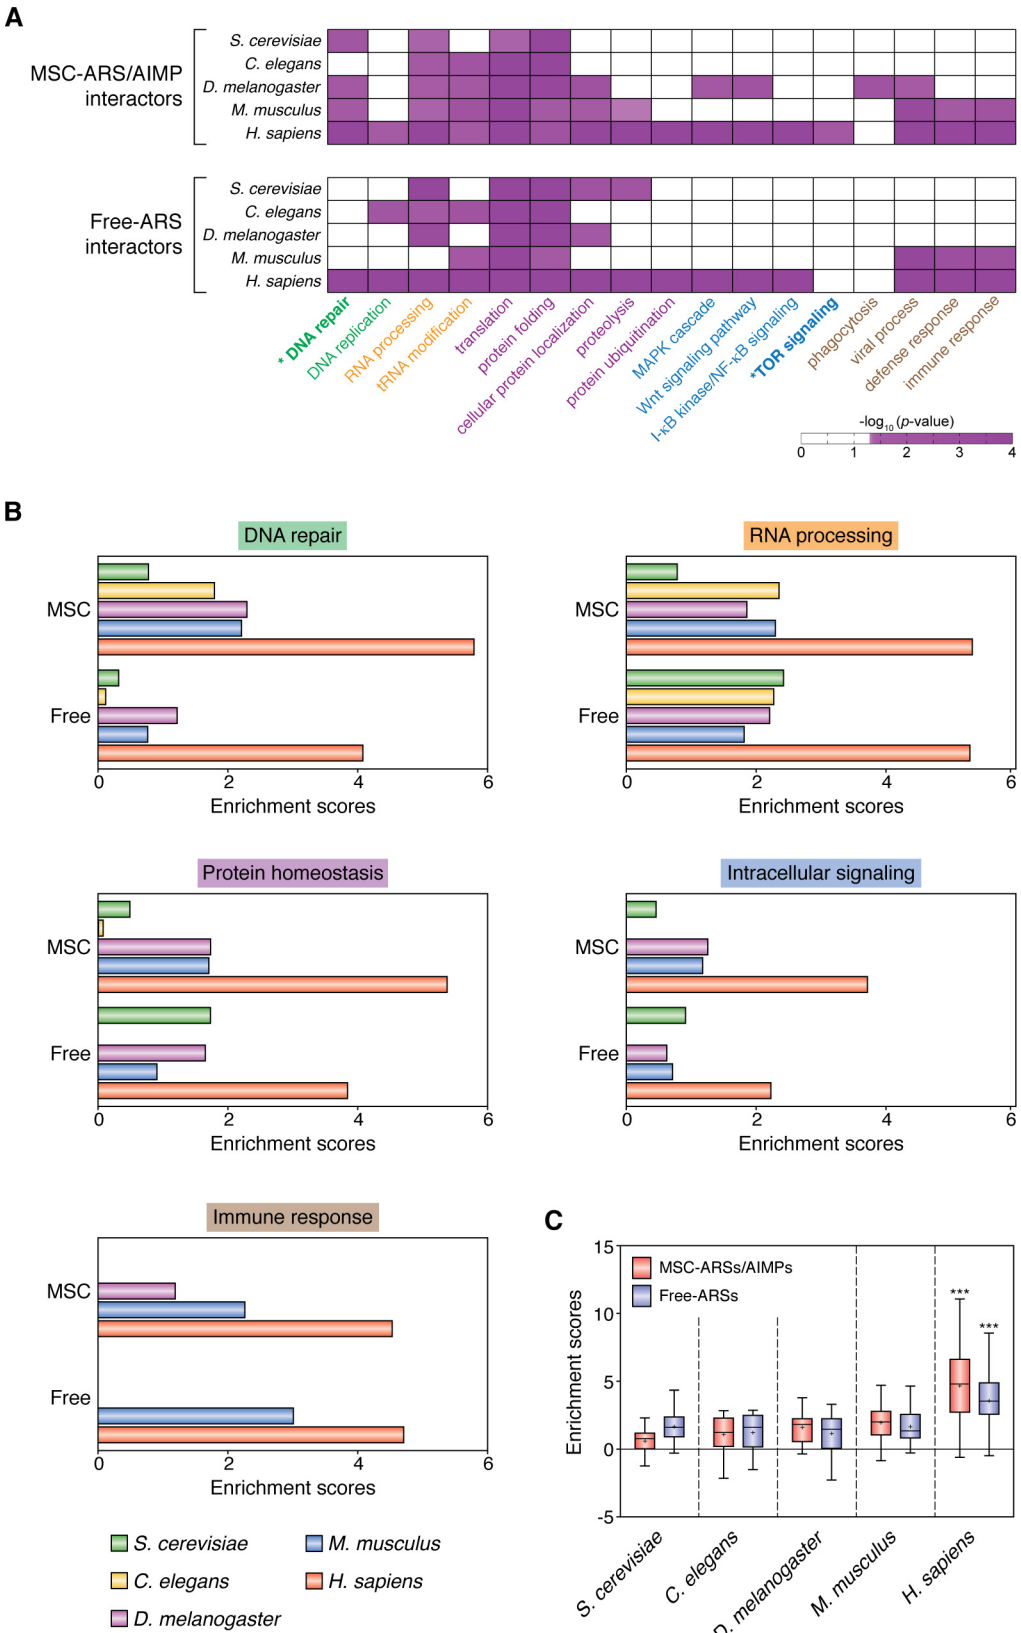 A
MSC-ARS/AIMP
interactors
S. cerevisiae
C. elegans
D. melanogaster
M. musculus
H. sapiens
Free-ARS
interactors
S. cerevisiae
C. elegans
D. melanogaster
M. musculus
H. sapiens
* DNA repair
DNA replication
RNA processing
tRNA modification
translation
protein folding
cellular protein localization
proteolysis
protein ubiquitination
MAPK cascade
Wnt signaling pathway
I-κB kinase/NF-κB signaling
*TOR signaling
phagocytosis
viral process
defense response
immune response
-log10 (p-value)
0 1 2 3 4
B
DNA repair
MSC
Free
0 2 4 6
Enrichment scores
RNA processing
MSC
Free
0 2 4 6
Enrichment scores
Protein homeostasis
MSC
Free
0 2 4 6
Enrichment scores
Intracellular signaling
MSC
Free
0 2 4 6
Enrichment scores
Immune response
MSC
Free
0 2 4 6
Enrichment scores
S. cerevisiae
C. elegans
D. melanogaster
M. musculus
H. sapiens
C
Enrichment scores
15
10
5
0
-5
MSC-ARSs/AIMPs
Free-ARSs
***
***
S. cerevisiae
C. elegans
D. melanogaster
M. musculus
H. sapiens